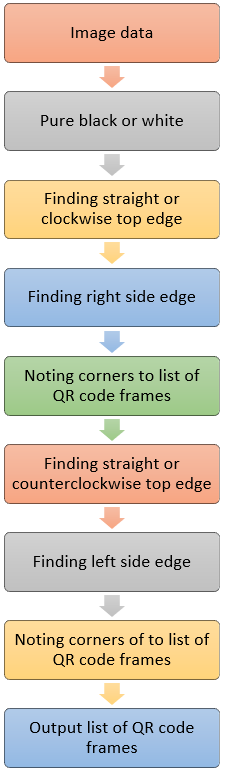 Image data
Pure black or white
Finding straight or
clockwise top edge
Finding right side edge
Noting corners to list of
QR code frames
Finding straight or
counterclockwise top edge
Finding left side edge
Noting corners of to list of
QR code frames
Output list of QR code
frames